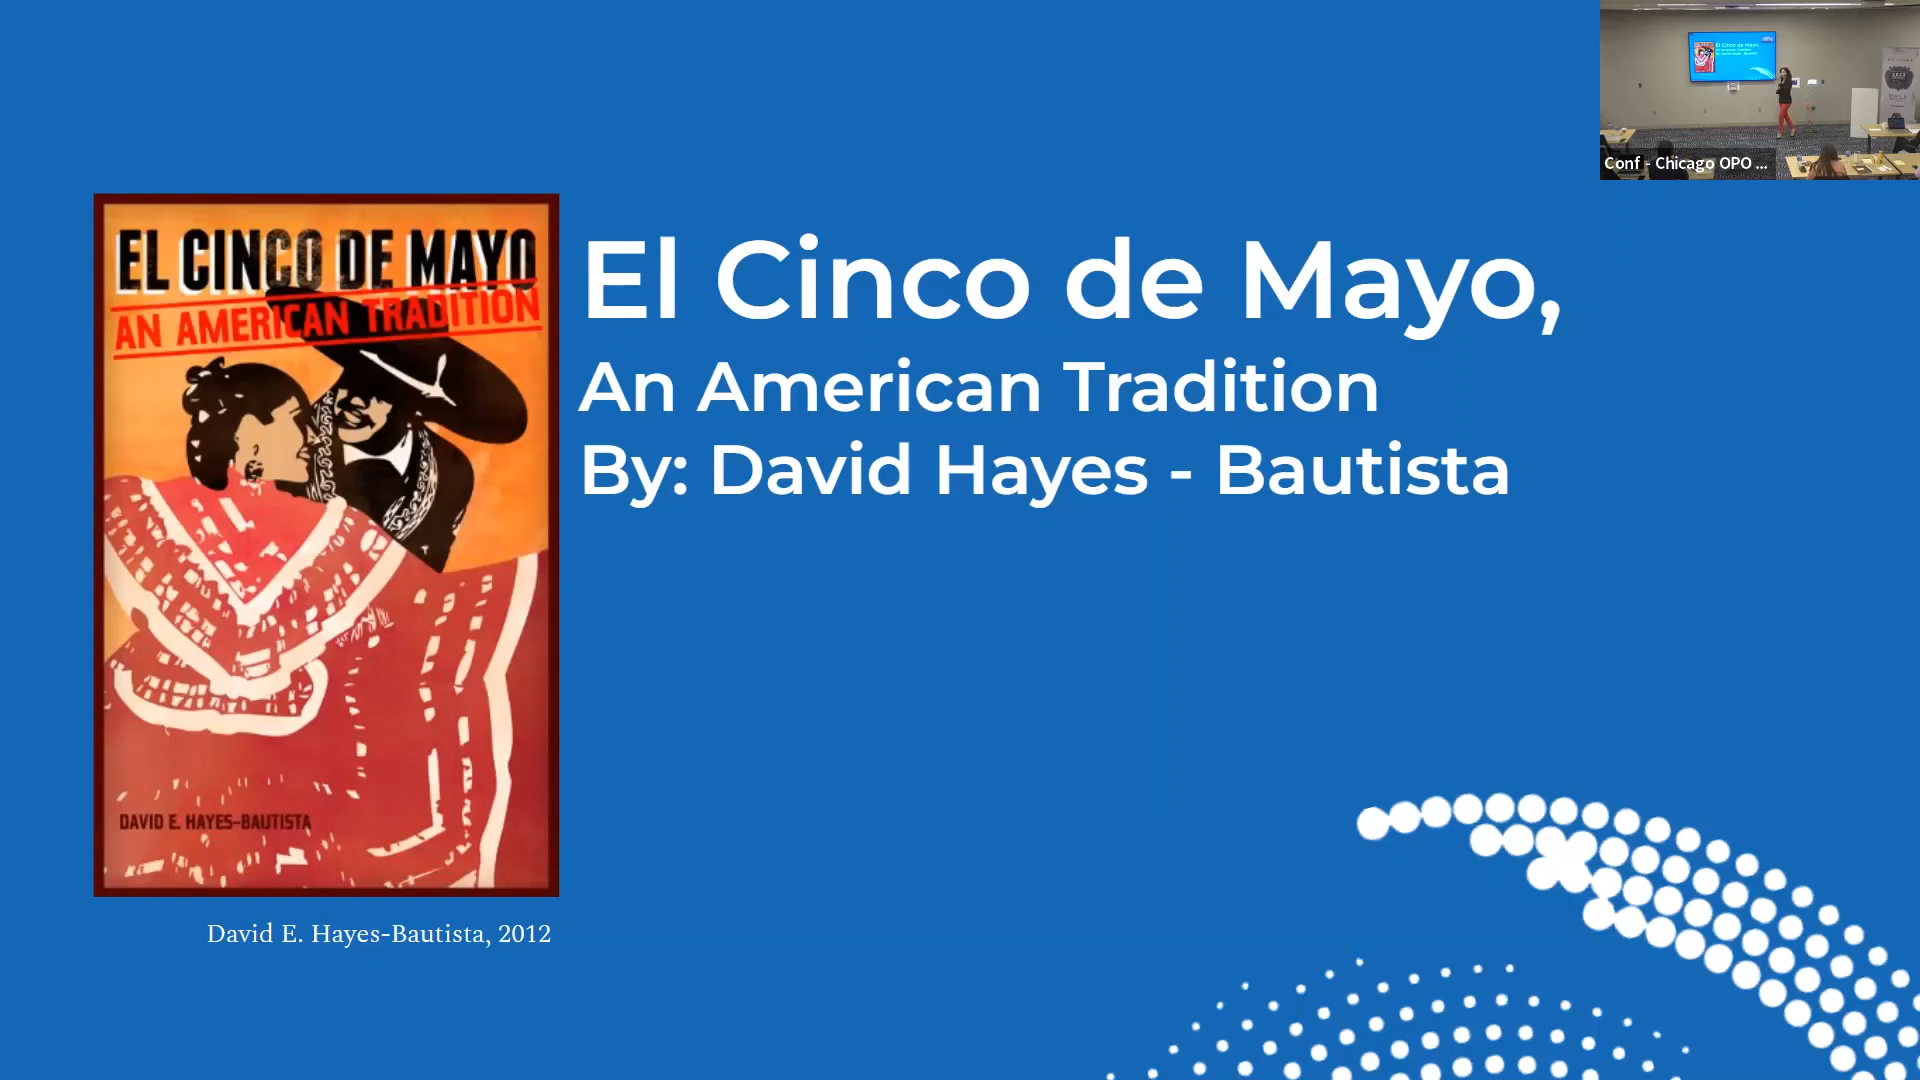 EL CINCO DE MAYO
AN AMERICAN TRADITION
DAVID E. HAYES-BAUTISTA
David E. Hayes-Bautista, 2012
El Cinco de Mayo,
An American Tradition
By: David Hayes - Bautista
Conf - Chicago OPO ...